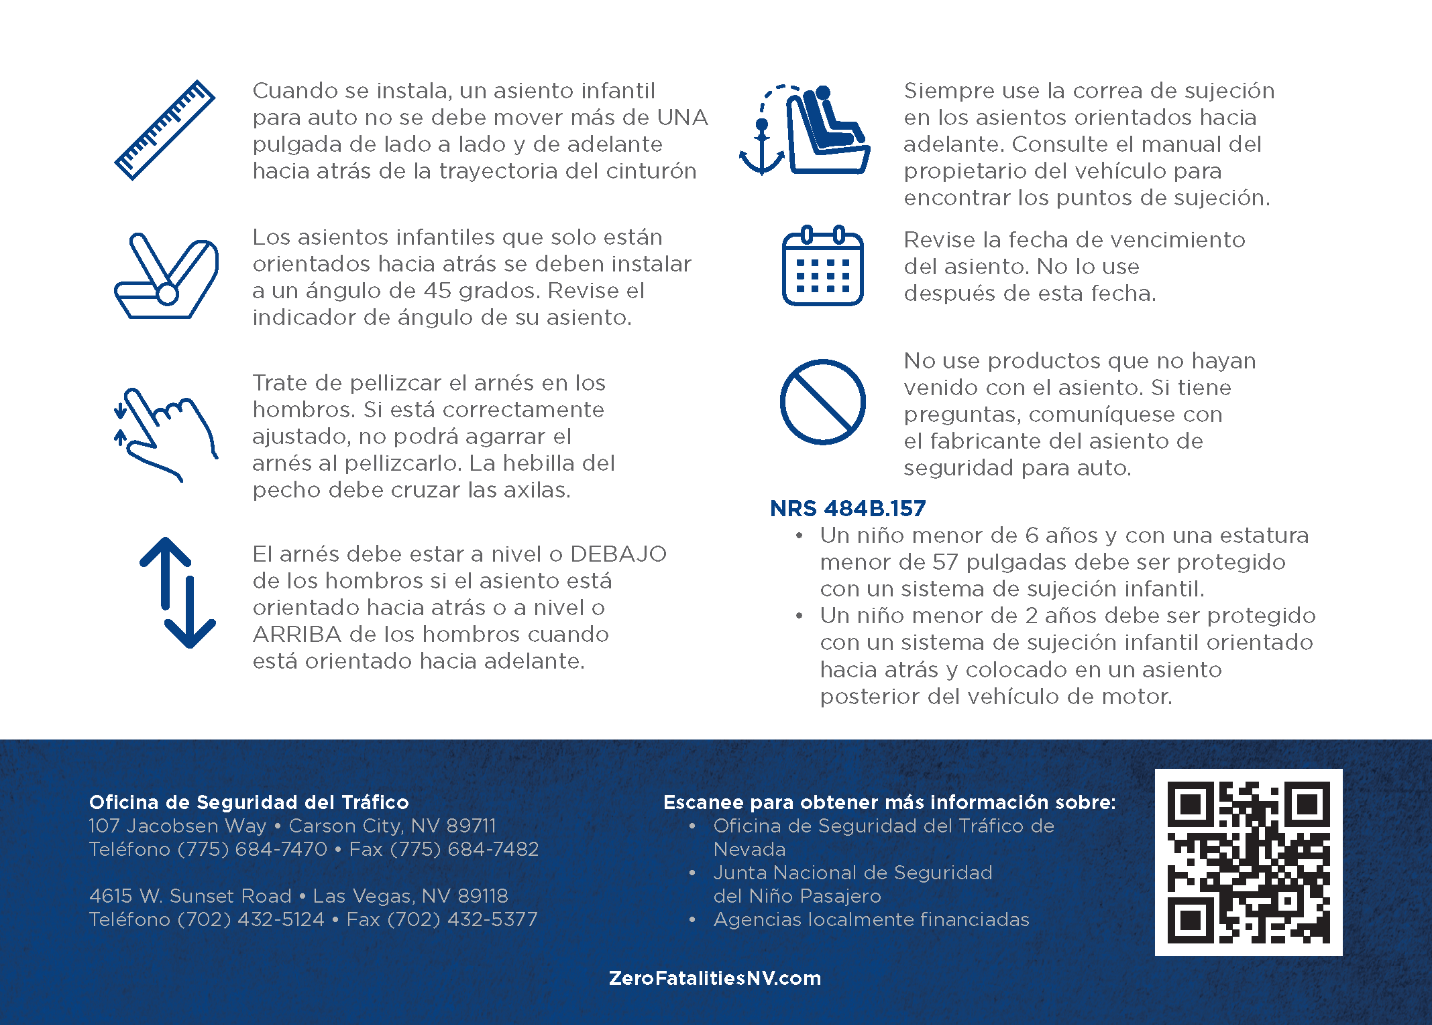 Cuando se instala, un asiento infantil
para auto no se debe mover más de UNA
pulgada de lado a lado y de adelante
hacia atrás de la trayectoria del cinturón
Los asientos infantiles que solo están
orientados hacia atrás se deben instalar
a un ángulo de 45 grados. Revise el
indicador de ángulo de su asiento.
Trate de pellizcar el arnés en los
hombros. Si está correctamente
ajustado, no podrá agarrar el
arnés al pellizcarlo. La hebilla del
pecho debe cruzar las axilas.
El arnés debe estar a nivel o DEBAJO
de los hombros si el asiento está
orientado hacia atrás o a nivel o
ARRIBA de los hombros cuando
está orientado hacia adelante.
Siempre use la correa de sujeción
en los asientos orientados hacia
adelante. Consulte el manual del
propietario del vehículo para
encontrar los puntos de sujeción.
Revise la fecha de vencimiento
del asiento. No lo use
después de esta fecha.
No use productos que no hayan
venido con el asiento. Si tiene
preguntas, comuníquese con
el fabricante del asiento de
seguridad para auto.
NRS 484B.157
• Un niño menor de 6 años y con una estatura
menor de 57 pulgadas debe ser protegido
con un sistema de sujeción infantil.
• Un niño menor de 2 años debe ser protegido
con un sistema de sujeción infantil orientado
hacia atrás y colocado en un asiento
posterior del vehículo de motor.
Oficina de Seguridad del Tráfico
107 Jacobsen Way • Carson City, NV 89711
Teléfono (775) 684-7470 • Fax (775) 684-7482
4615 W. Sunset Road • Las Vegas, NV 89118
Teléfono (702) 432-5124 • Fax (702) 432-5377
Escanee para obtener más información sobre:
• Oficina de Seguridad del Tráfico de
Nevada
• Junta Nacional de Seguridad
del Niño Pasajero
• Agencias localmente financiadas
ZeroFatalitiesNV.com